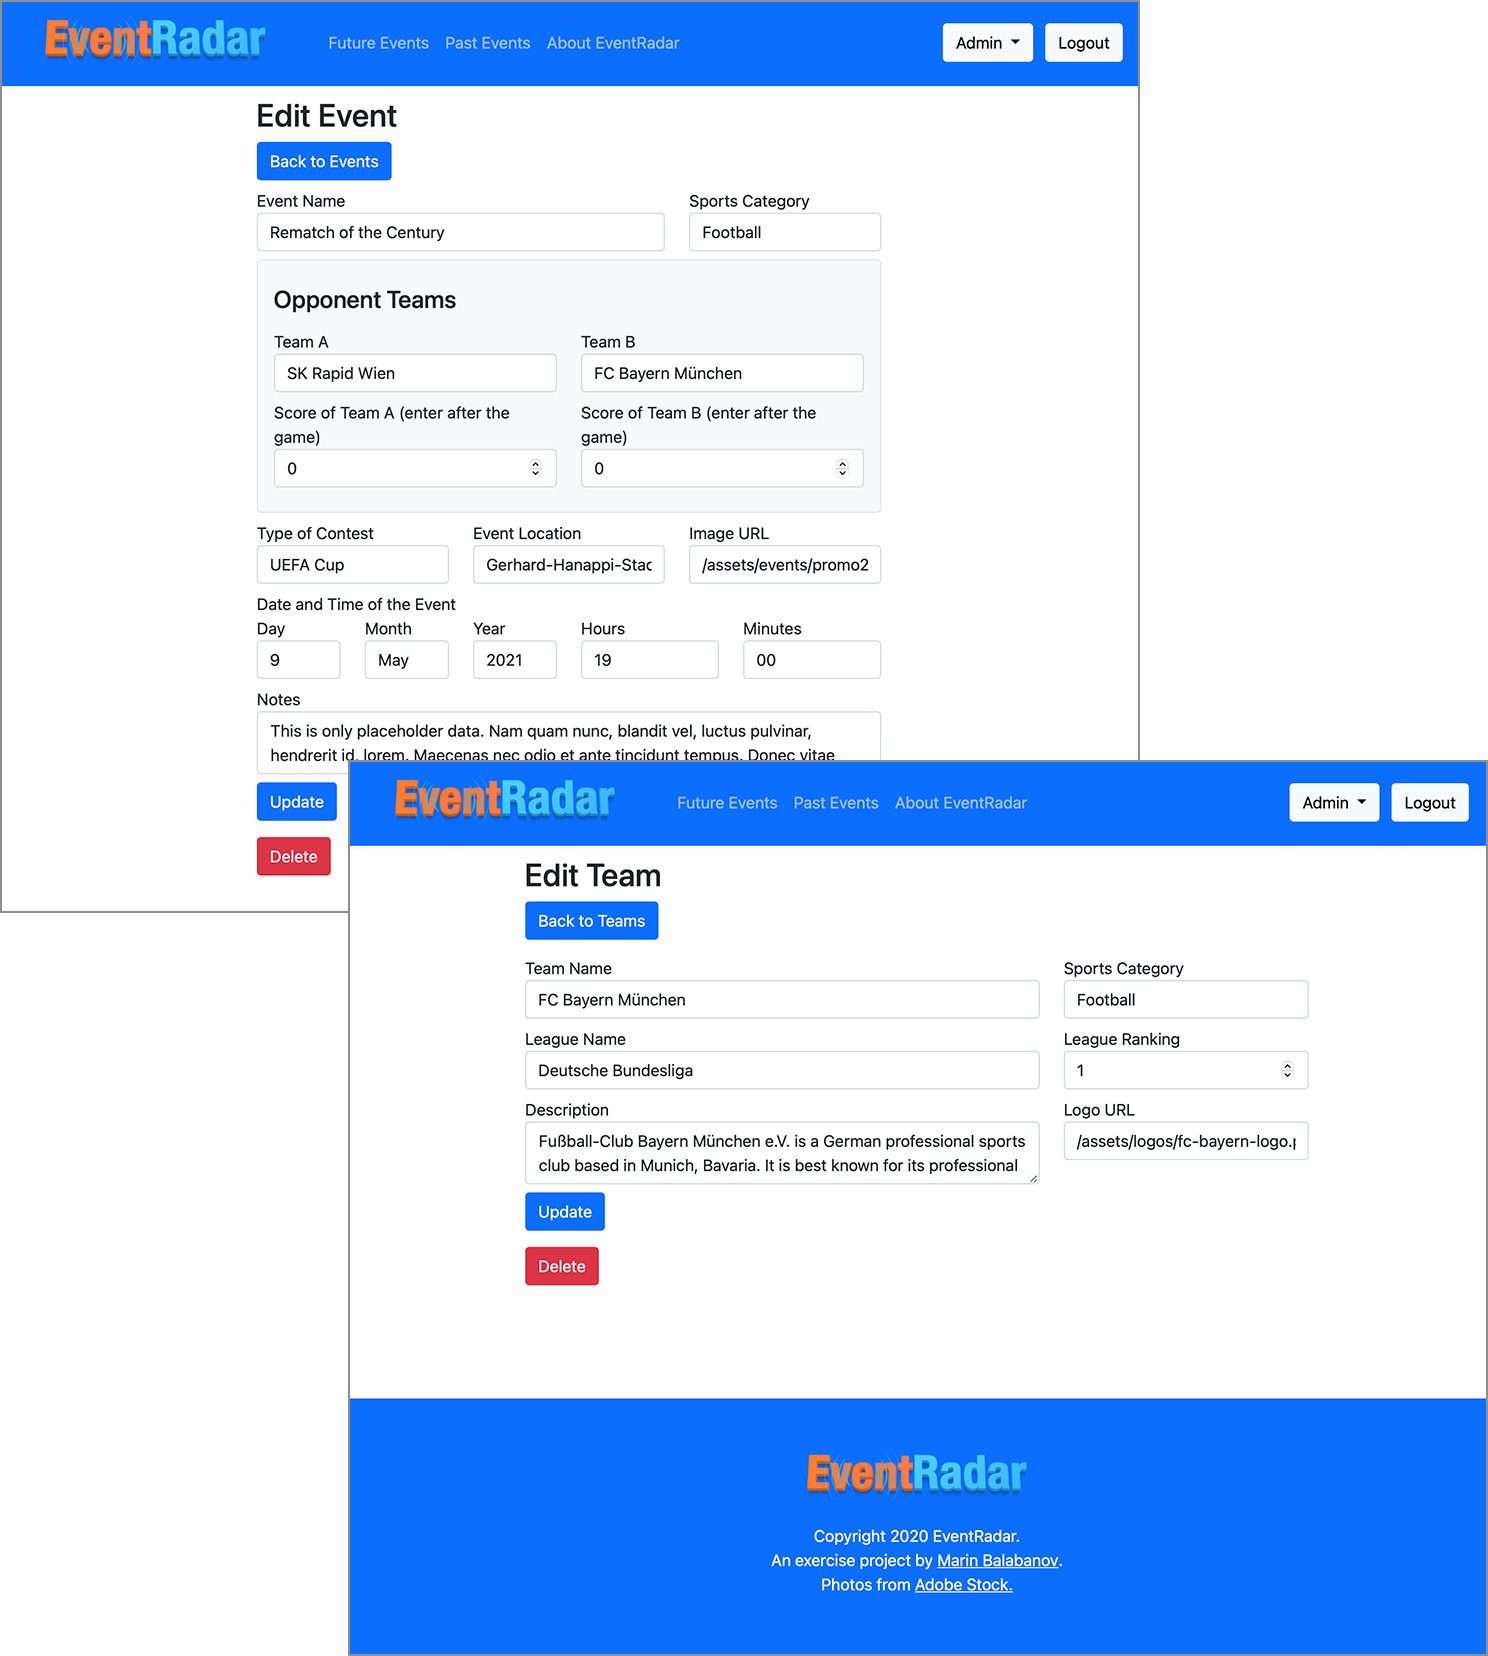 EventRadar Future Events Past Events About EventRadar Admin Logout
Edit Event
Back to Events
Event Name Sports Category
Rematch of the Century Football
Opponent Teams
Team A Team B
SK Rapid Wien FC Bayern München
Score of Team A (enter after the
game)
Score of Team B (enter after the
game)
0 0
Type of Contest Event Location Image URL
UEFA Cup Gerhard-Hanappi-Stac /assets/events/promo2
Date and Time of the Event
Day Month Year Hours Minutes
9 May 2021 19 00
Notes
This is only placeholder data. Nam quam nunc, blandit vel, luctus pulvinar,
hendrerit id, lorem. Maecenas nec odio et ante tincidunt tempus. Donec vitae
Update
Delete
EventRadar Future Events Past Events About EventRadar Admin Logout
Edit Team
Back to Teams
Team Name Sports Category
FC Bayern München Football
League Name League Ranking
Deutsche Bundesliga 1
Description Logo URL
Fußball-Club Bayern München e.V. is a German professional sports
club based in Munich, Bavaria. It is best known for its professional
/assets/logos/fc-bayern-logo.p
Update
Delete
EventRadar
Copyright 2020 EventRadar.
An exercise project by Marin Balabanov.
Photos from Adobe Stock.